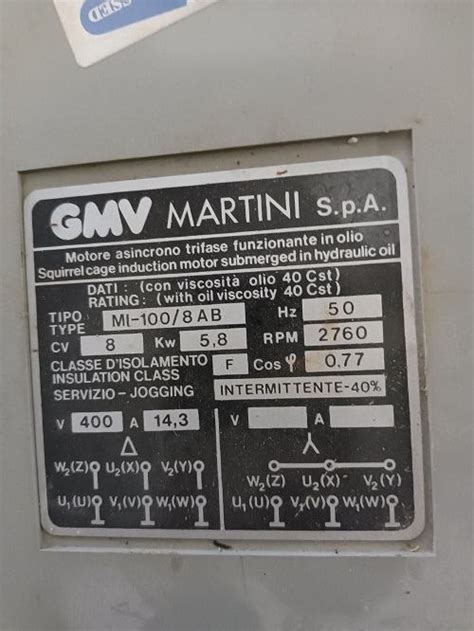 GMV MARTINI S.p.A.
Motore asincrono trifase funzionante in olio
Squirrel cage induction motor submerged in hydraulic oil
DATI : (con viscosità olio 40 Cst)
RATING : (with oil viscosity 40 Cst)
TIPO
TYPE MI-100/8 AB Hz 50
CV 8 Kw 5,8 RPM 2760
CLASSE D'ISOLAMENTO
INSULATION CLASS F Cos φ 0.77
SERVIZIO - JOGGING INTERMITTENTE-40%
V 400 A 14,3 V A
Δ
W2(Z) U2(X) V2(Y) W2(Z) U2(X) V2(Y)
U1(U) V1(V) W1(W) U1(U) V1(V) W1(W)